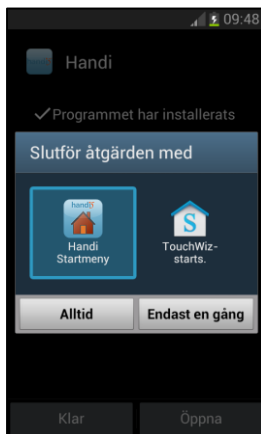 09:48
Handi
Programmet har installerats
Slutför åtgärden med
handi
Handi
Startmeny
S
TouchWiz-
starts.
Alltid
Endast en gång
Klar
Öppna